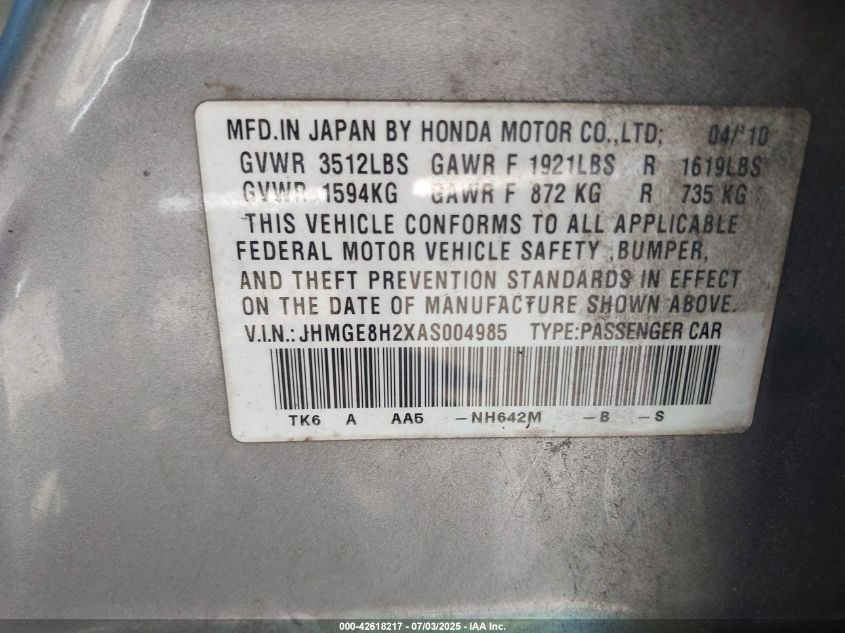 MFD.IN JAPAN BY HONDA MOTOR CO.,LTD; 04/'10
GVWR 3512LBS GAWR F 1921LBS R 1619LBS
GVWR 1594KG GAWR F 872 KG R 735 KG
THIS VEHICLE CONFORMS TO ALL APPLICABLE
FEDERAL MOTOR VEHICLE SAFETY ,BUMPER,
AND THEFT PREVENTION STANDARDS IN EFFECT
ON THE DATE OF MANUFACTURE SHOWN ABOVE.
V.I.N.: JHMGE8H2XAS004985 TYPE:PASSENGER CAR
TK6 A AA5 -NH642M -B -S
000-42618217 - 07/03/2025 - IAA Inc.